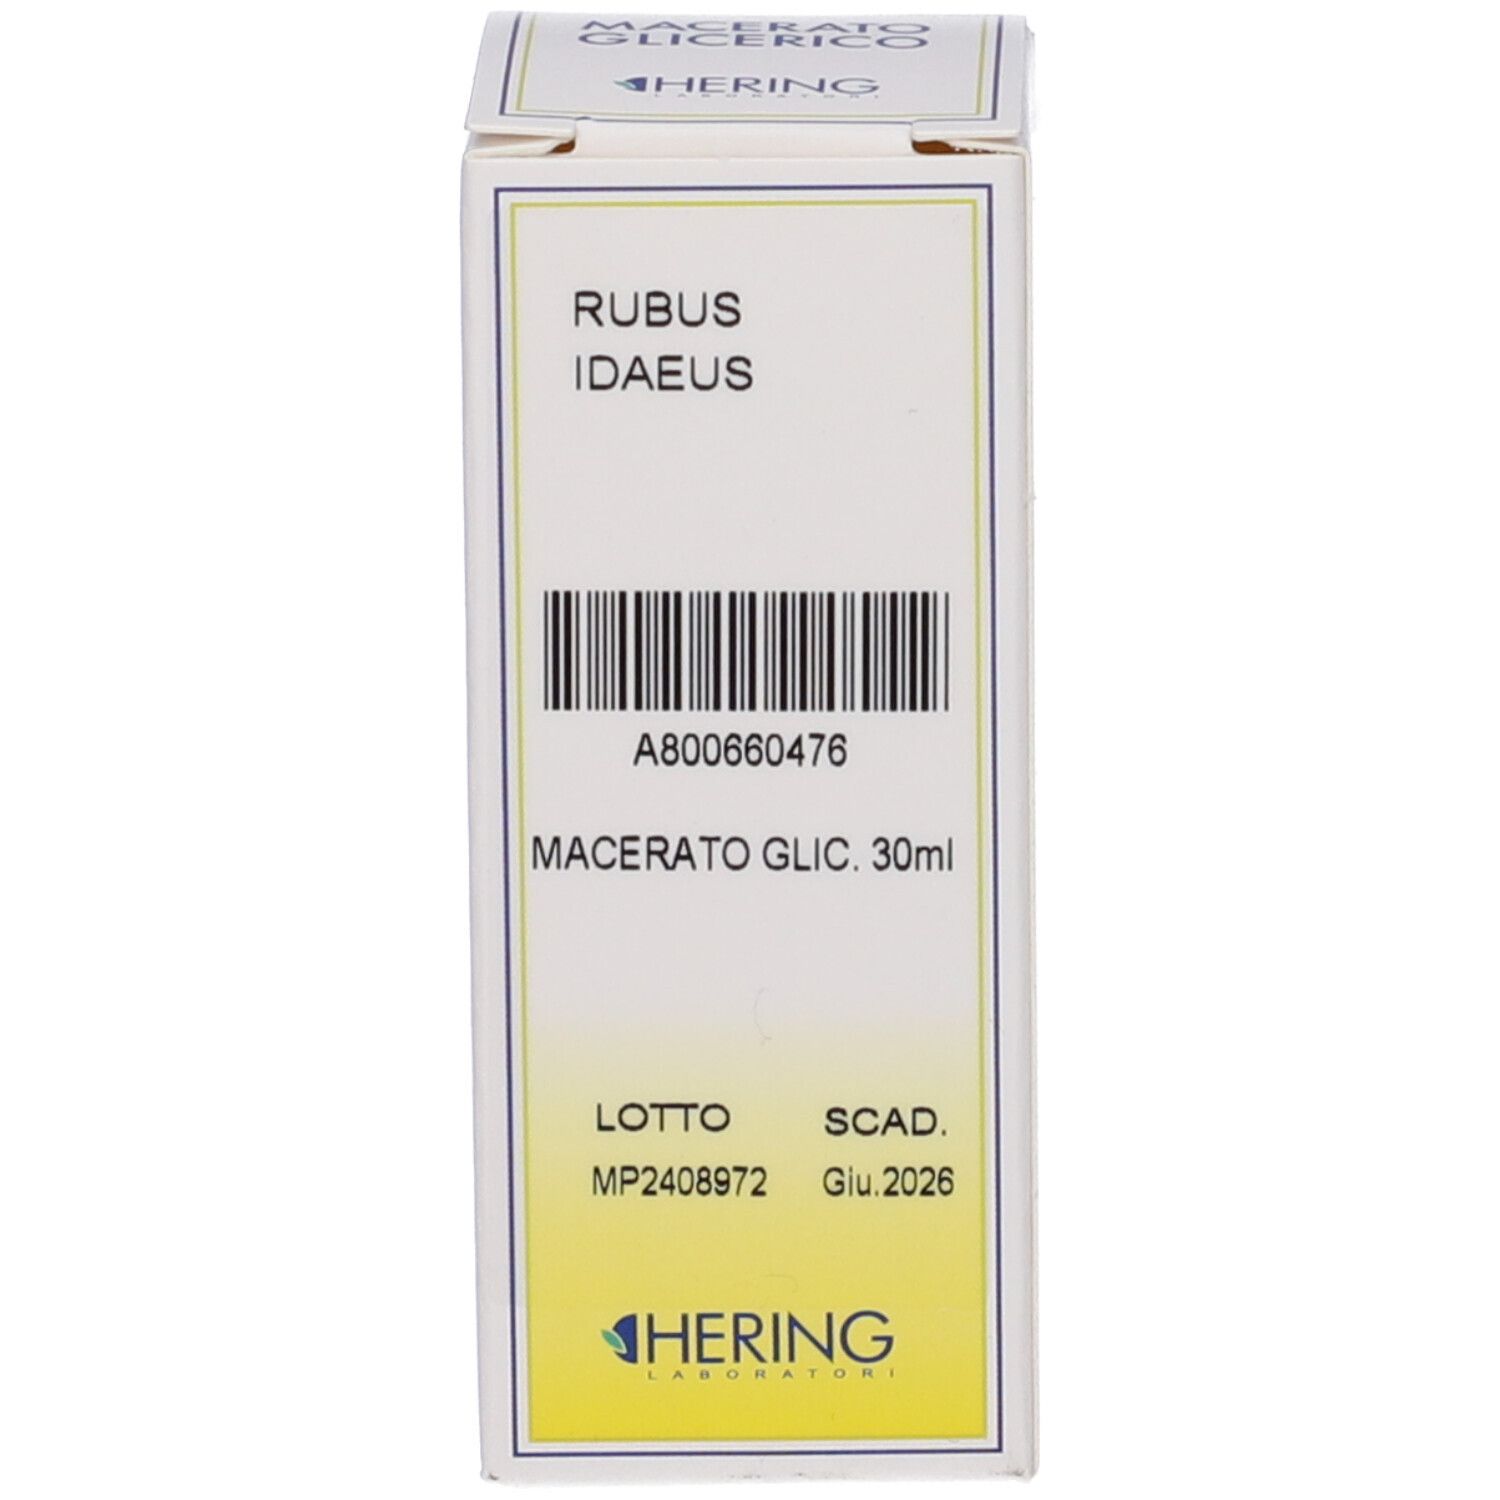 MACERATO
GLICERICO
HERING
LABORATORI
RUBUS
IDAEUS
A800660476
MACERATO GLIC. 30ml
LOTTO SCAD.
MP2408972 Giu.2026
HERING
LABORATORI